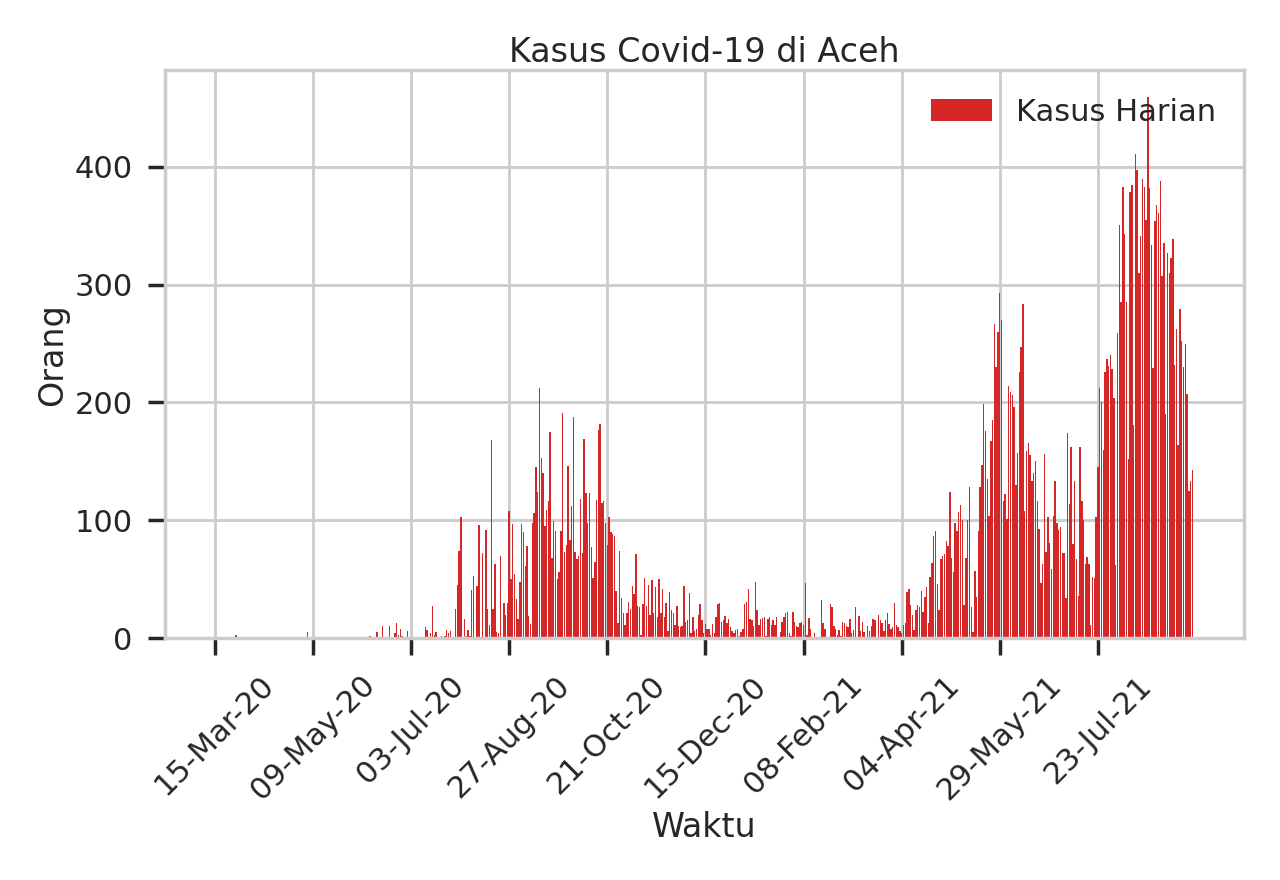 Kasus Covid-19 di Aceh
Kasus Harian
Orang
400
300
200
100
0
15-Mar-20
09-May-20
03-Jul-20
27-Aug-20
21-Oct-20
15-Dec-20
08-Feb-21
04-Apr-21
29-May-21
23-Jul-21
Waktu